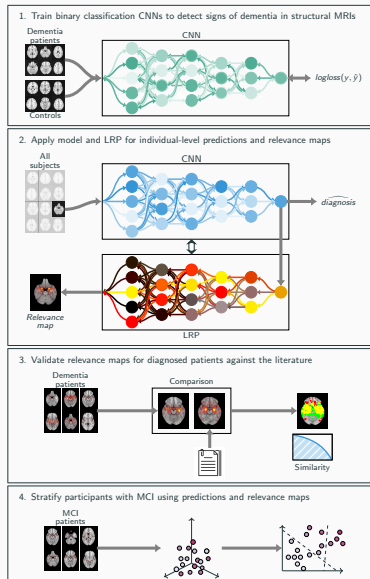 1. Train binary classification CNNs to detect signs of dementia in structural MRIs
Dementia
patients
CNN
Controls
logloss(y, ŷ)
2. Apply model and LRP for individual-level predictions and relevance maps
All
subjects
CNN
diagnosis
Relevance
map
LRP
3. Validate relevance maps for diagnosed patients against the literature
Dementia
patients
Comparison
Similarity
4. Stratify participants with MCI using predictions and relevance maps
MCI
patients